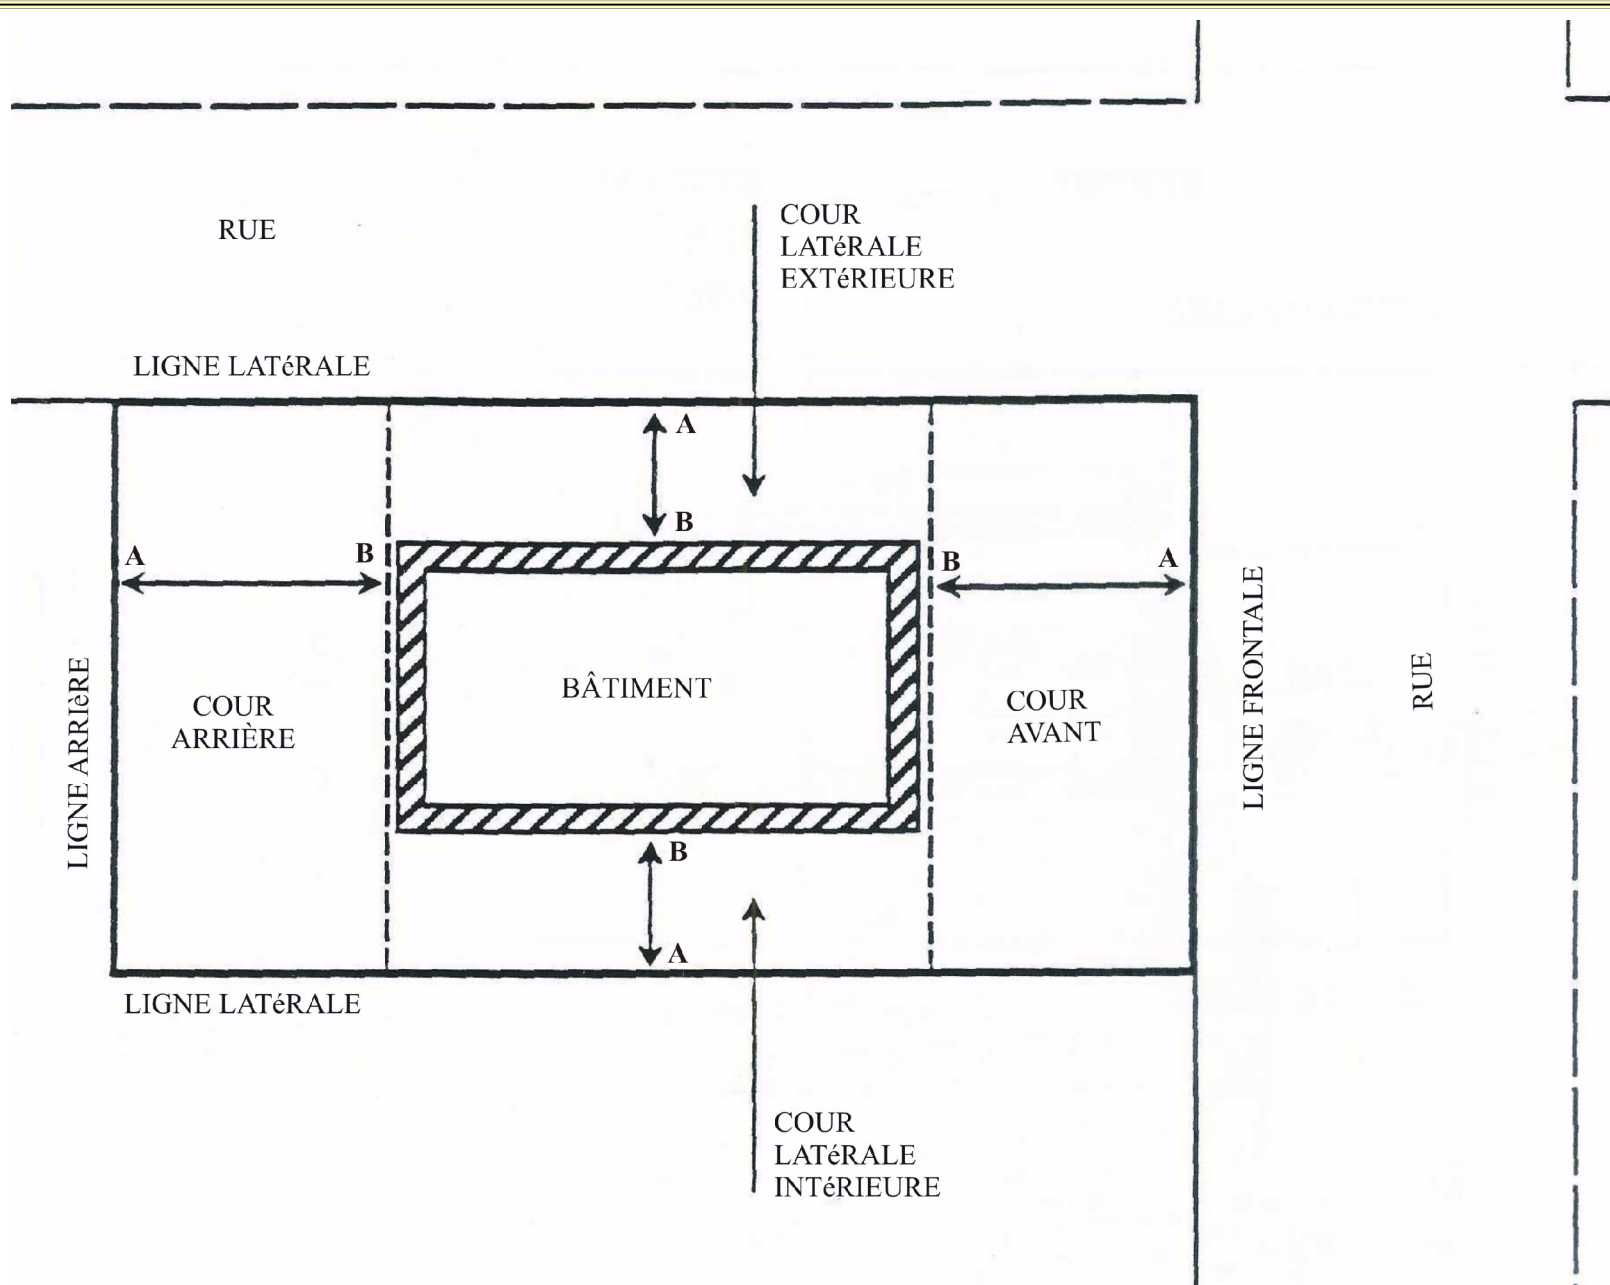 RUE
COUR
LATéRALE
EXTéRIEURE
LIGNE LATéRALE
A
B
A
B
B
A
LIGNE ARRIèRE
COUR
ARRIÈRE
BÂTIMENT
COUR
AVANT
LIGNE FRONTALE
RUE
B
A
LIGNE LATéRALE
COUR
LATéRALE
INTéRIEURE